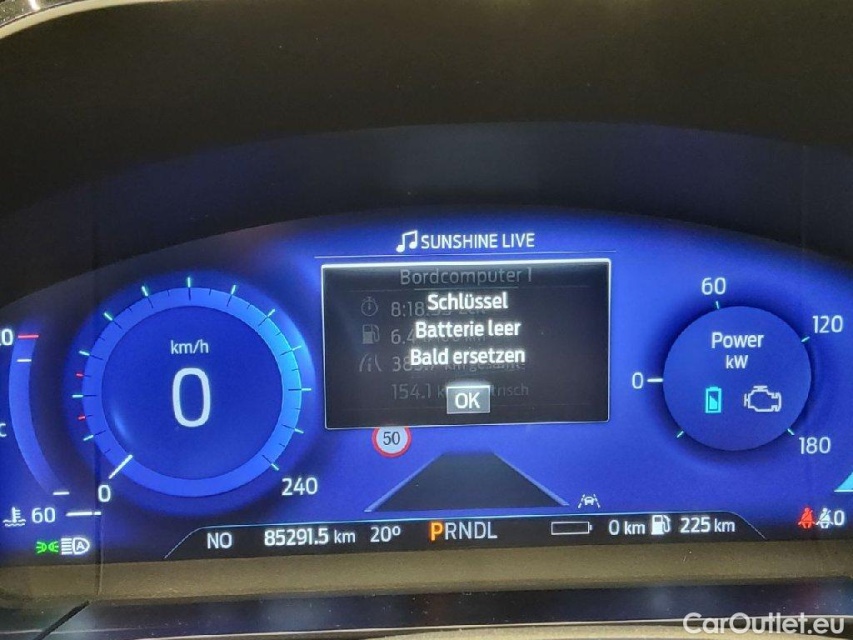 SUNSHINE LIVE
Bordcomputer 1
Schlüssel
Batterie leer
Bald ersetzen
OK
km/h
0
0
240
50
60
120
0
180
Power
kW
60
NO 85291.5 km 20° PRNDL 0 km 225 km
CarOutlet.eu